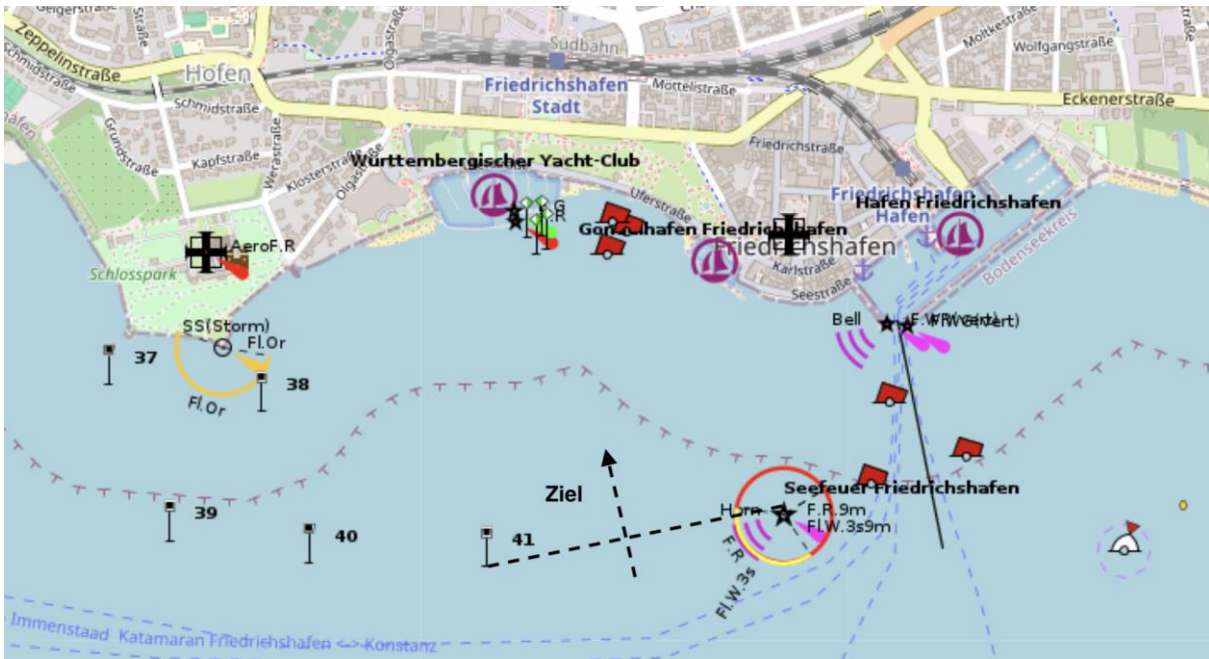 Zeppelinstraße
Geigerstraße
Hofen
Schmidstraße
Schmidstraße
Grundstraße
Kapfstraße
Werastraße
Klosterstraße
Olgastraße
Olgastraße
Sudbahn
Friedrichshafen
Stadt
Mottelistraße
Moltkestraße
Wolfgangstraße
Eckenerstraße
Friedrichstraße
Württembergischer Yacht-Club
Uferstraße
Friedrichshafen
Hafen
Hafen Friedrichshafen
Gondelhafen Friedrichshafen
Friedrichshafen
Karlstraße
Seestraße
Bodenseekreis
G
R
AeroF.R
Schlosspark
SS(Storm)
Fl.Or
Fl.Or
37
38
39
40
41
Bell
Ziel
Seefeuer Friedrichshafen
Horn
F.R.9m
Fl.W.3s9m
F.R
Fl.W.3s
Immenstaad Katamaran Friedrichshafen <-> Konstanz